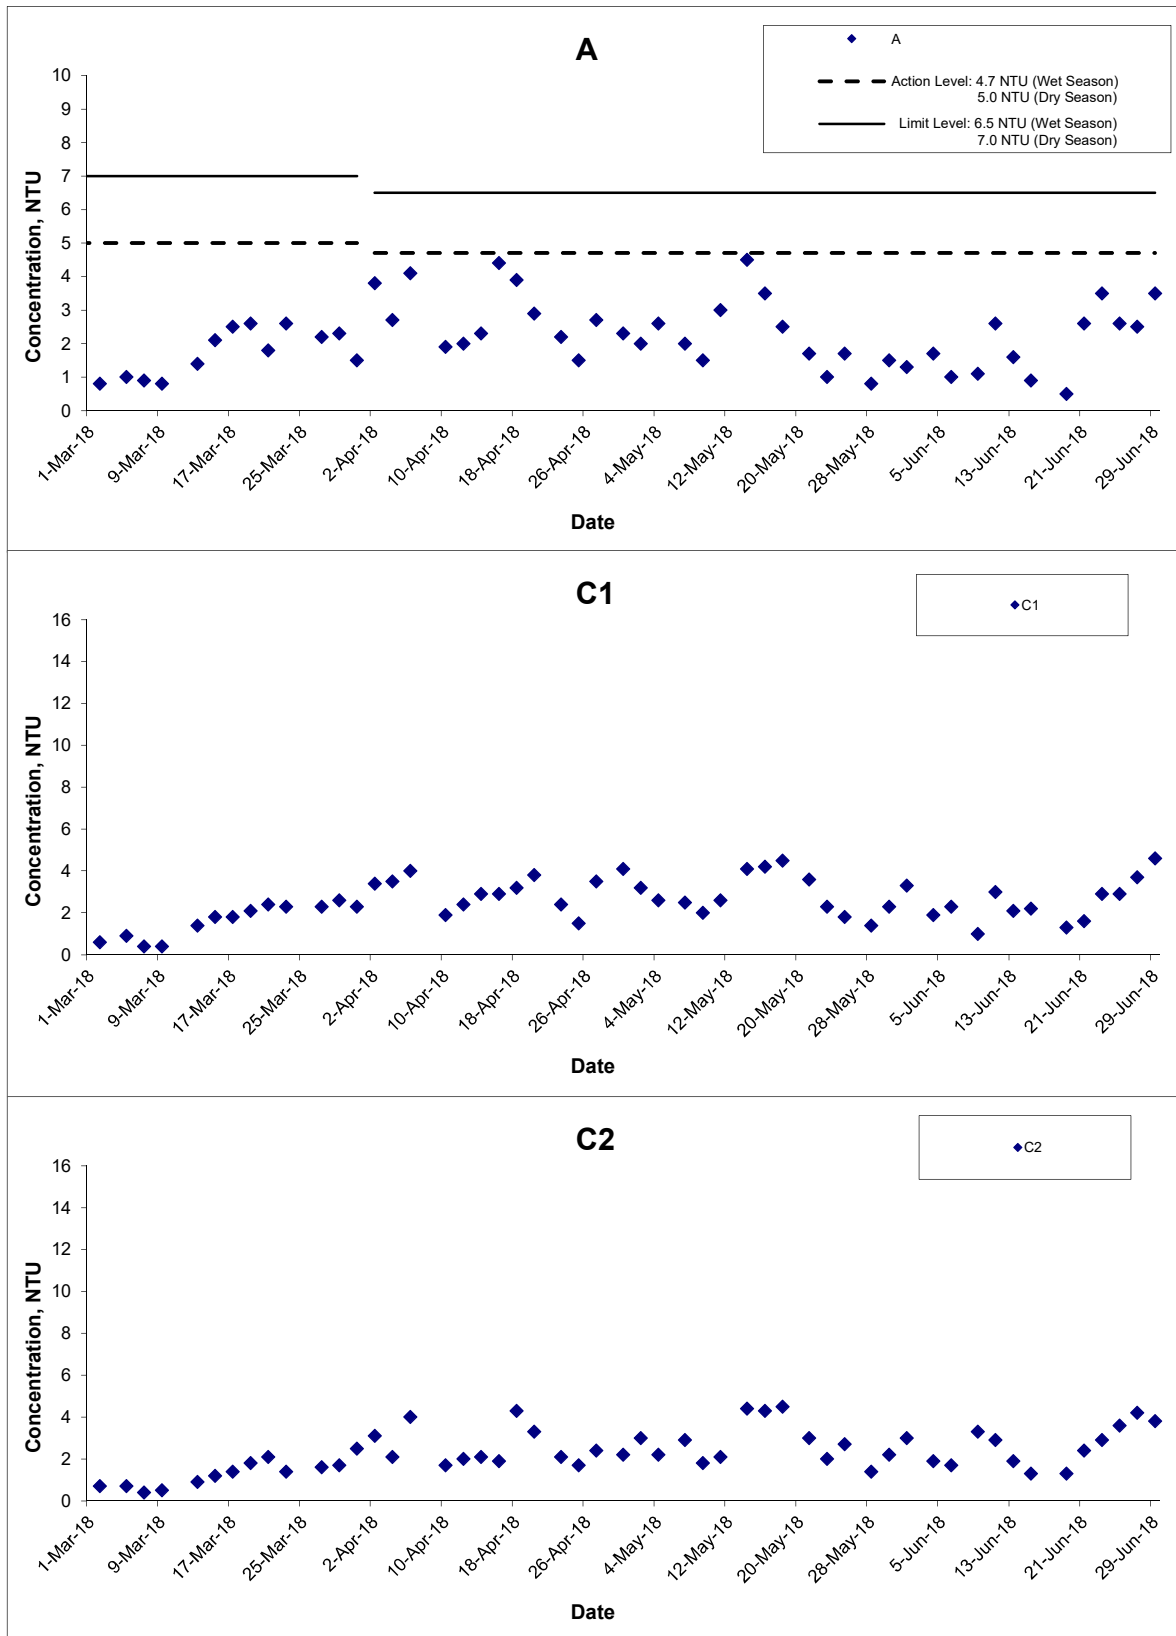 A
A
Action Level: 4.7 NTU (Wet Season)
5.0 NTU (Dry Season)
Limit Level: 6.5 NTU (Wet Season)
7.0 NTU (Dry Season)
Concentration, NTU
10
9
8
7
6
5
4
3
2
1
0
1-Mar-18
9-Mar-18
17-Mar-18
25-Mar-18
2-Apr-18
10-Apr-18
18-Apr-18
26-Apr-18
4-May-18
12-May-18
20-May-18
28-May-18
5-Jun-18
13-Jun-18
21-Jun-18
29-Jun-18
Date
C1
C1
Concentration, NTU
16
14
12
10
8
6
4
2
0
1-Mar-18
9-Mar-18
17-Mar-18
25-Mar-18
2-Apr-18
10-Apr-18
18-Apr-18
26-Apr-18
4-May-18
12-May-18
20-May-18
28-May-18
5-Jun-18
13-Jun-18
21-Jun-18
29-Jun-18
Date
C2
C2
Concentration, NTU
16
14
12
10
8
6
4
2
0
1-Mar-18
9-Mar-18
17-Mar-18
25-Mar-18
2-Apr-18
10-Apr-18
18-Apr-18
26-Apr-18
4-May-18
12-May-18
20-May-18
28-May-18
5-Jun-18
13-Jun-18
21-Jun-18
29-Jun-18
Date